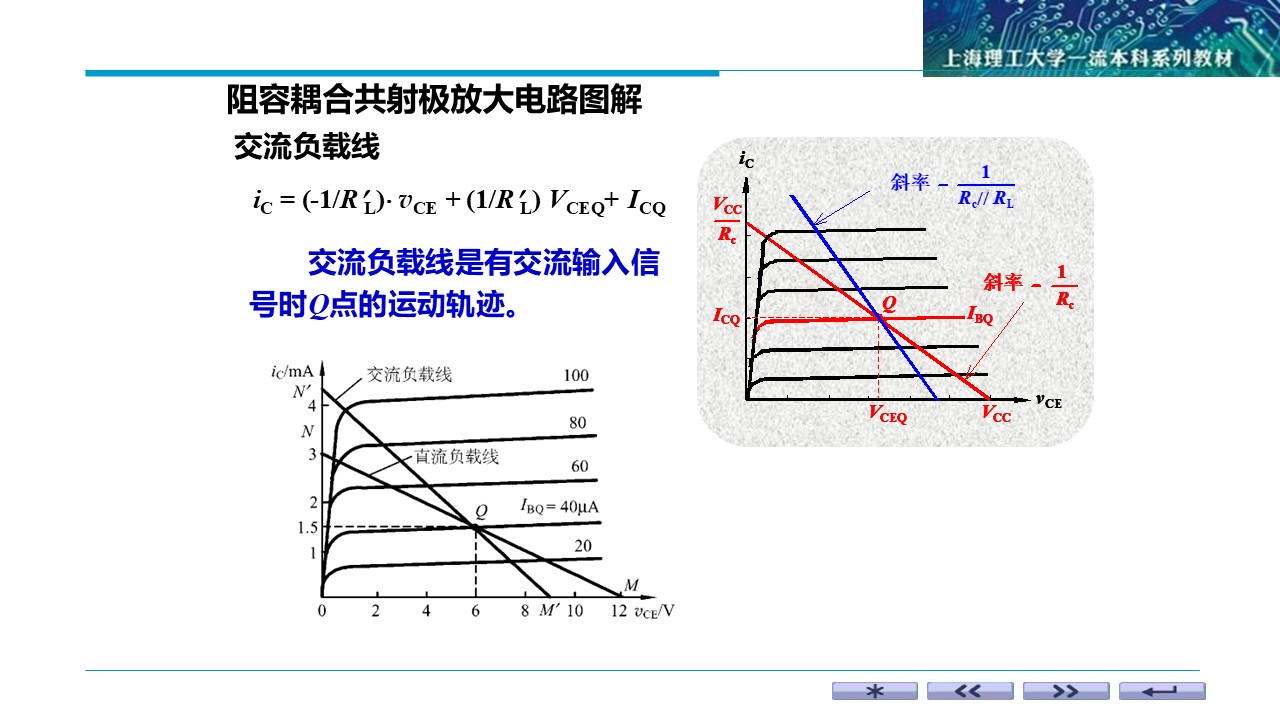 上海理工大学一流本科系列教材
阻容耦合共射极放大电路图解
交流负载线
iC = (-1/R′L)· vCE + (1/R′L) VCEQ+ ICQ
交流负载线是有交流输入信
号时Q点的运动轨迹。
iC
VCC
Rc
斜率 -
1
Rc// RL
斜率 -
1
Rc
Q
ICQ
IBQ
VCEQ
VCC
vCE
iC/mA
N′
4
N
3
2
1.5
1
交流负载线
直流负载线
100
80
60
IBQ = 40μA
20
Q
M
0
2
4
6
8
M′
10
12
vCE/V